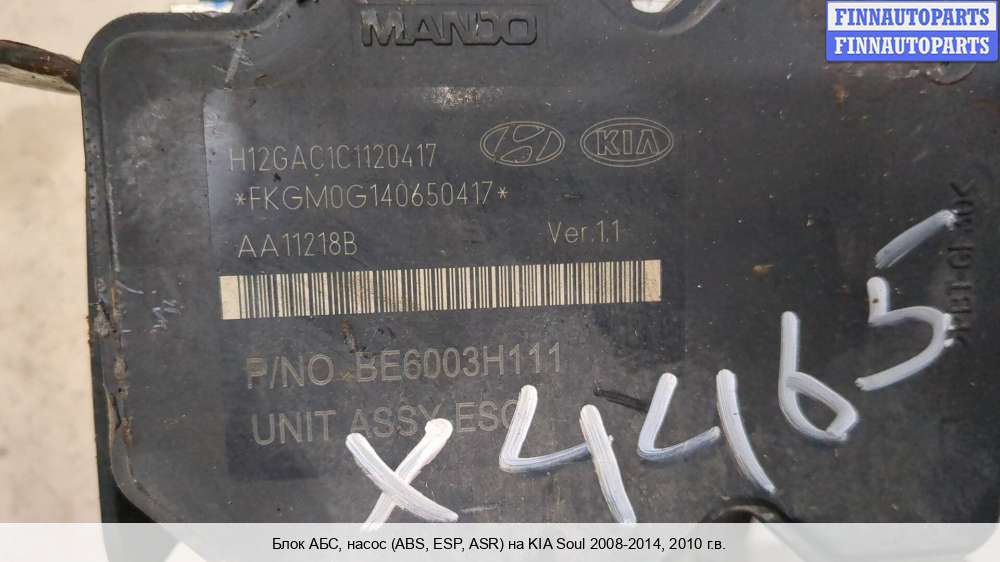 FINNAUTOPARTS
FINNAUTOPARTS
MANDO
H12GAC1C1120417
KIA
*FKGM0G140650417*
AA11218B Ver.1.1
P/NO BE6003H111
UNIT ASSY ESC
X4465
Блок АБС, насос (ABS, ESP, ASR) на KIA Soul 2008-2014, 2010 г.в.